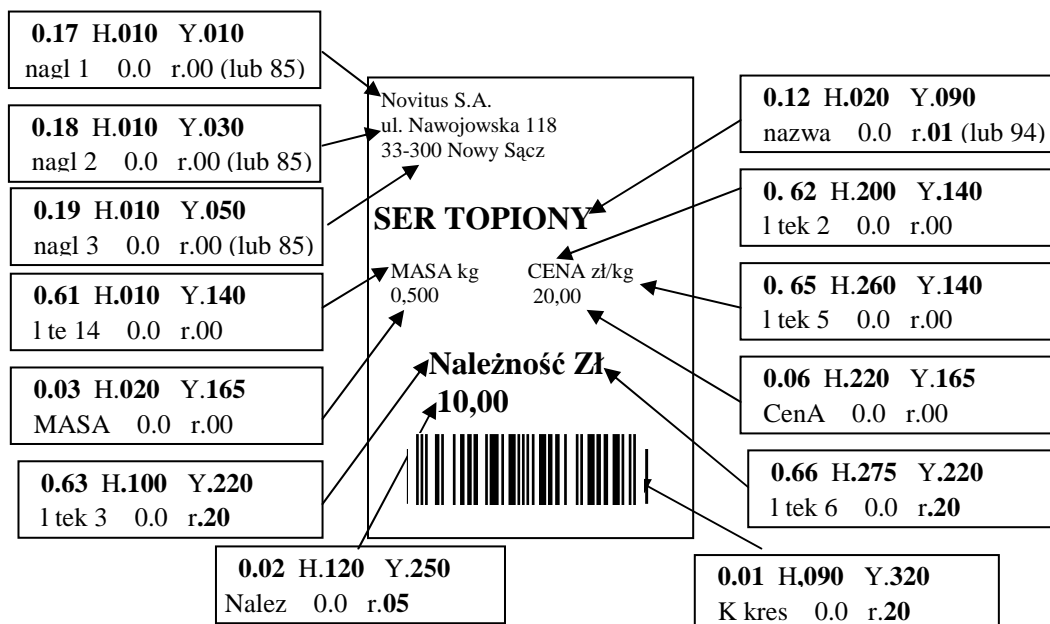 0.17 H.010 Y.010
nagl 1 0.0 r.00 (lub 85)
0.18 H.010 Y.030
nagl 2 0.0 r.00 (lub 85)
0.19 H.010 Y.050
nagl 3 0.0 r.00 (lub 85)
0.61 H.010 Y.140
l te 14 0.0 r.00
0.03 H.020 Y.165
MASA 0.0 r.00
0.63 H.100 Y.220
l tek 3 0.0 r.20
Novitus S.A.
ul. Nawojowska 118
33-300 Nowy Sącz
SER TOPIONY
MASA kg CENA zł/kg
0,500 20,00
Należność Zł
10,00
0.12 H.020 Y.090
nazwa 0.0 r.01 (lub 94)
0. 62 H.200 Y.140
l tek 2 0.0 r.00
0. 65 H.260 Y.140
l tek 5 0.0 r.00
0.06 H.220 Y.165
CenA 0.0 r.00
0.66 H.275 Y.220
l tek 6 0.0 r.20
0.02 H.120 Y.250
Nalez 0.0 r.05
0.01 H,090 Y.320
K kres 0.0 r.20